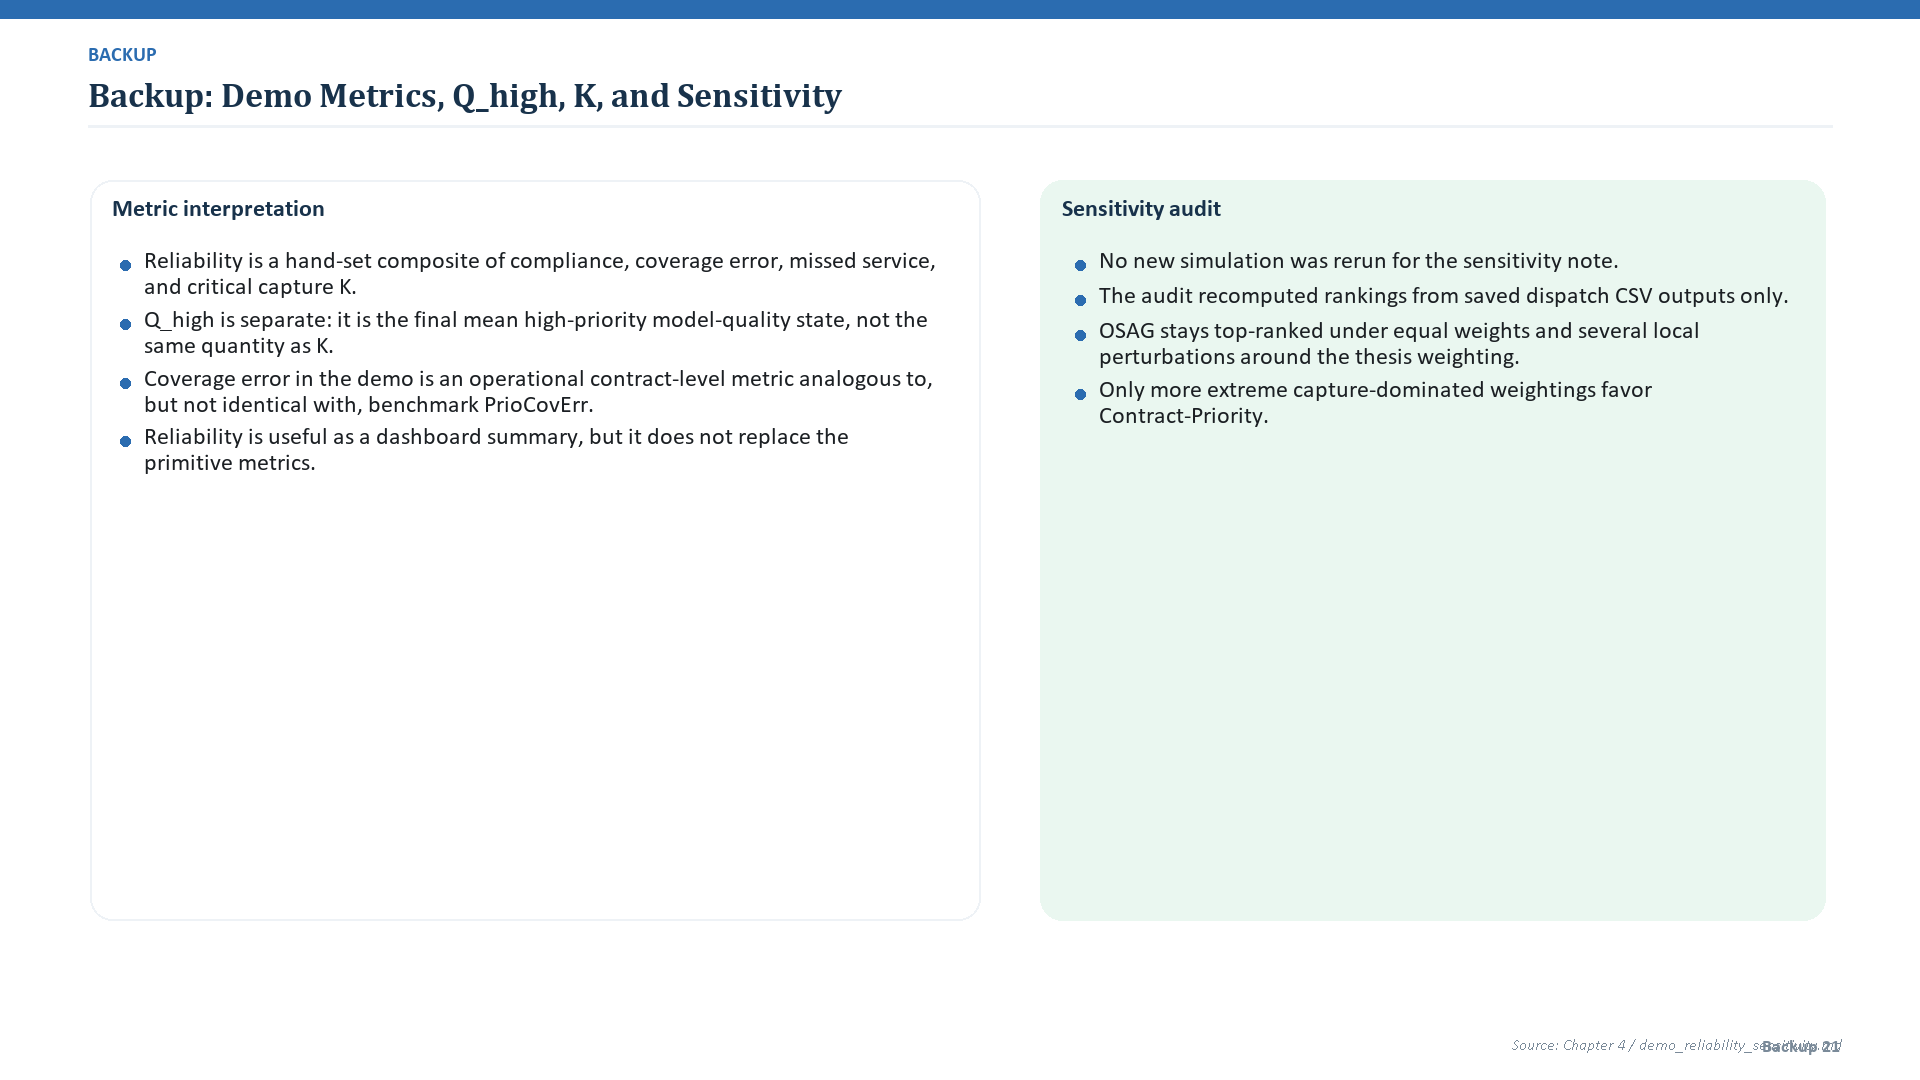 BACKUP
Backup: Demo Metrics, Q_high, K, and Sensitivity
Metric interpretation
Reliability is a hand-set composite of compliance, coverage error, missed service,
and critical capture K.
Q_high is separate: it is the final mean high-priority model-quality state, not the
same quantity as K.
Coverage error in the demo is an operational contract-level metric analogous to,
but not identical with, benchmark PrioCovErr.
Reliability is useful as a dashboard summary, but it does not replace the
primitive metrics.
Sensitivity audit
No new simulation was rerun for the sensitivity note.
The audit recomputed rankings from saved dispatch CSV outputs only.
OSAG stays top-ranked under equal weights and several local
perturbations around the thesis weighting.
Only more extreme capture-dominated weightings favor
Contract-Priority.
Source: Chapter 4 /
Backup 21